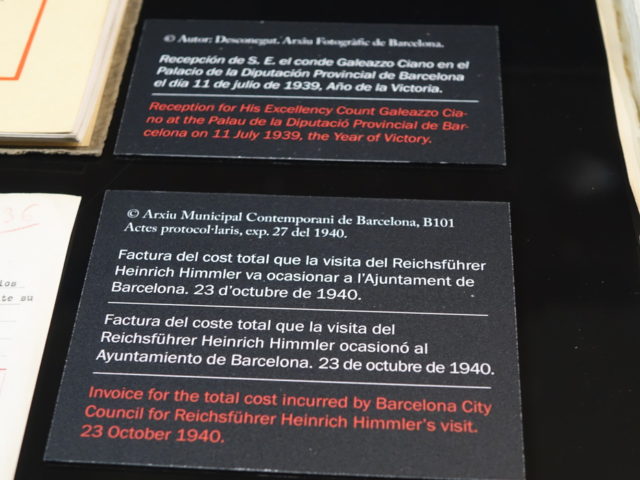 © Autor: Desconegut. Arxiu Fotogràfic de Barcelona.
Recepción de S. E. el conde Galeazzo Ciano en el
Palacio de la Diputación Provincial de Barcelona
el día 11 de julio de 1939, Año de la Victoria.
Reception for His Excellency Count Galeazzo Cia-
no at the Palau de la Diputació Provincial de Bar-
celona on 11 July 1939, the Year of Victory.
© Arxiu Municipal Contemporani de Barcelona, B101
Actes protocol·laris, exp. 27 del 1940.
Factura del cost total que la visita del Reichsführer
Heinrich Himmler va ocasionar a l'Ajuntament de
Barcelona. 23 d'octubre de 1940.
Factura del coste total que la visita del
Reichsführer Heinrich Himmler ocasionó al
Ayuntamiento de Barcelona. 23 de octubre de 1940.
Invoice for the total cost incurred by Barcelona City
Council for Reichsführer Heinrich Himmler's visit.
23 October 1940.
los
te su